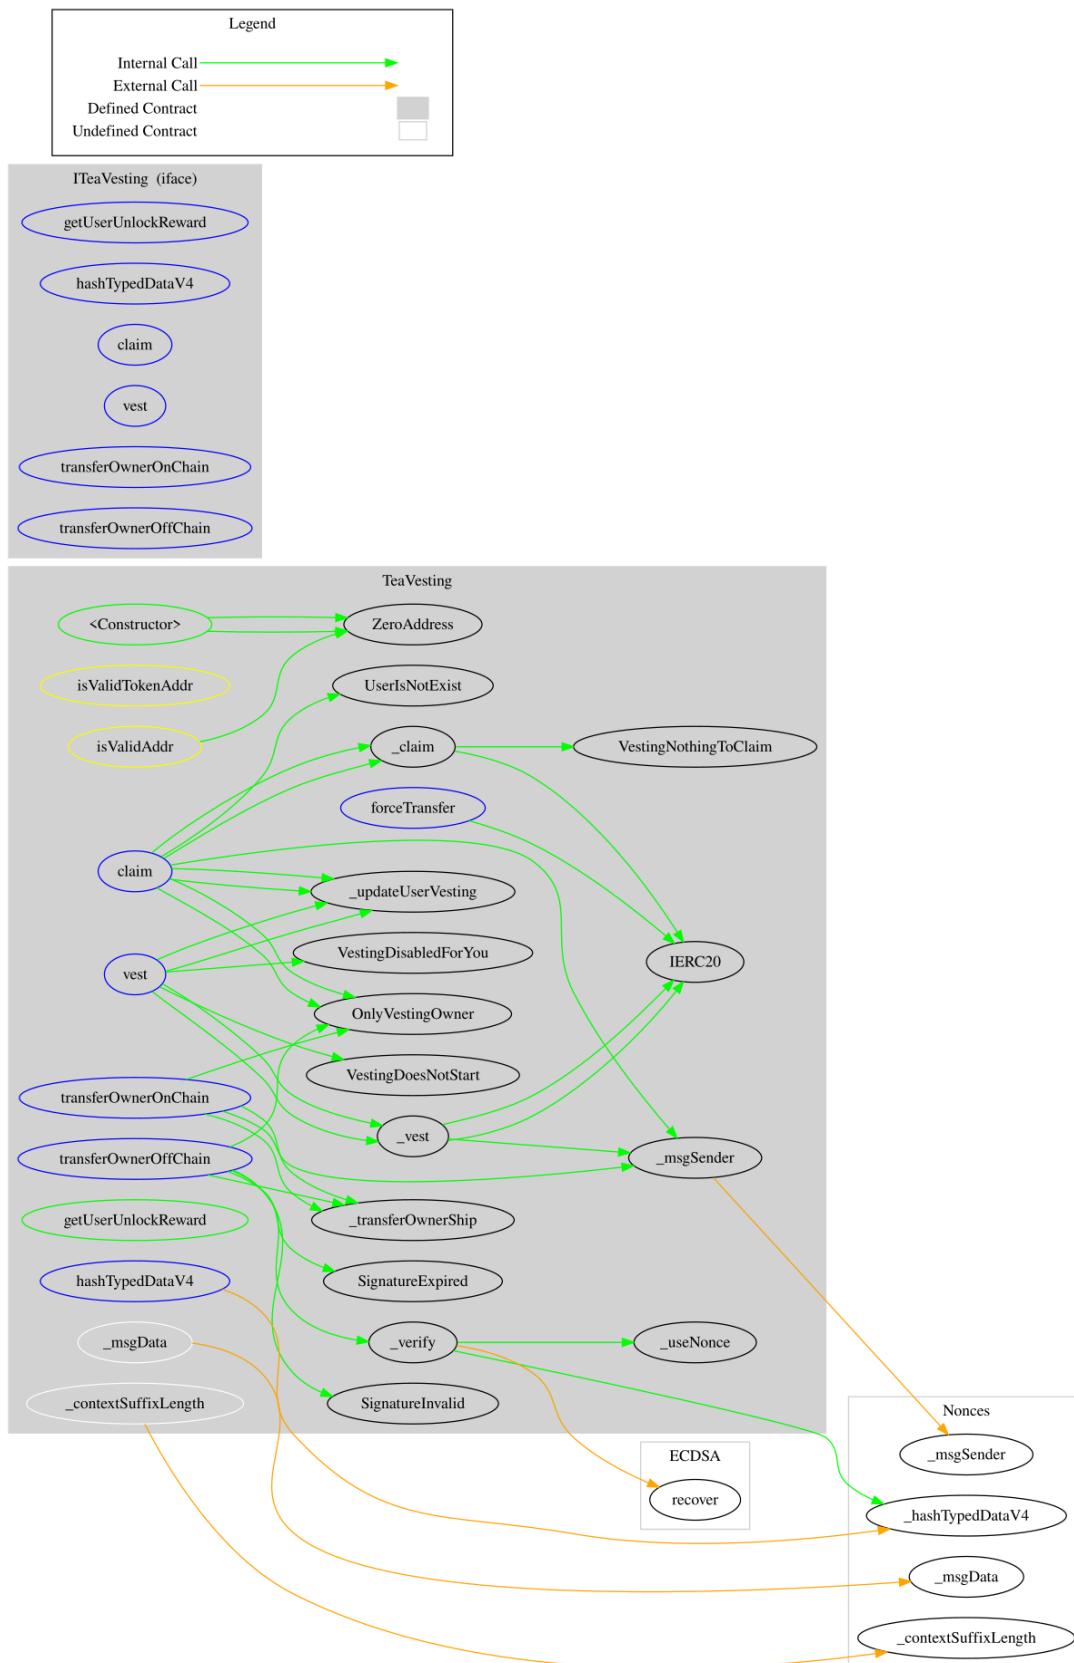 Legend
Internal Call
External Call
Defined Contract
Undefined Contract
ITeaVesting (iface)
getUserUnlockReward
hashTypedDataV4
claim
vest
transferOwnerOnChain
transferOwnerOffChain
TeaVesting
<Constructor>
ZeroAddress
isValidTokenAddr
UserIsNotExist
isValidAddr
_claim
VestingNothingToClaim
forceTransfer
claim
_updateUserVesting
VestingDisabledForYou
IERC20
vest
OnlyVestingOwner
VestingDoesNotStart
transferOwnerOnChain
_vest
transferOwnerOffChain
_msgSender
getUserUnlockReward
_transferOwnerShip
hashTypedDataV4
SignatureExpired
_msgData
_verify
_useNonce
_contextSuffixLength
SignatureInvalid
Nonces
_msgSender
ECDSA
recover
_hashTypedDataV4
_msgData
_contextSuffixLength